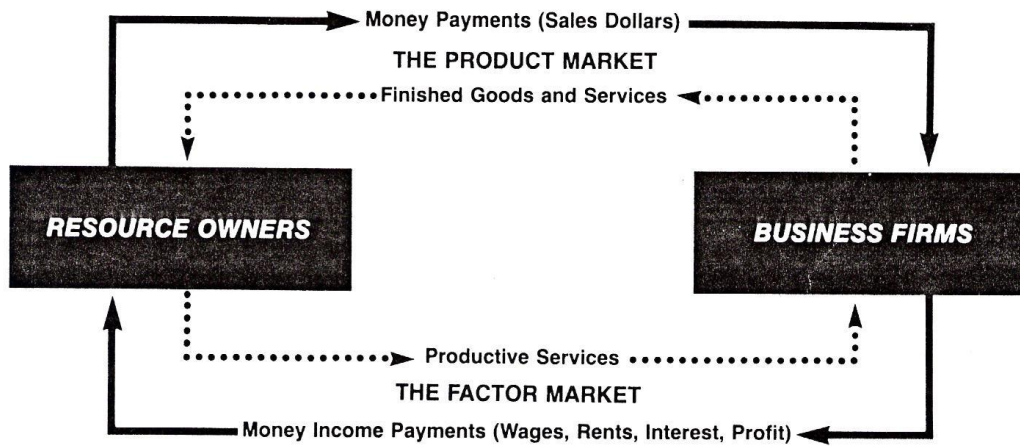 Money Payments (Sales Dollars)
THE PRODUCT MARKET
Finished Goods and Services
RESOURCE OWNERS
BUSINESS FIRMS
Productive Services
THE FACTOR MARKET
Money Income Payments (Wages, Rents, Interest, Profit)